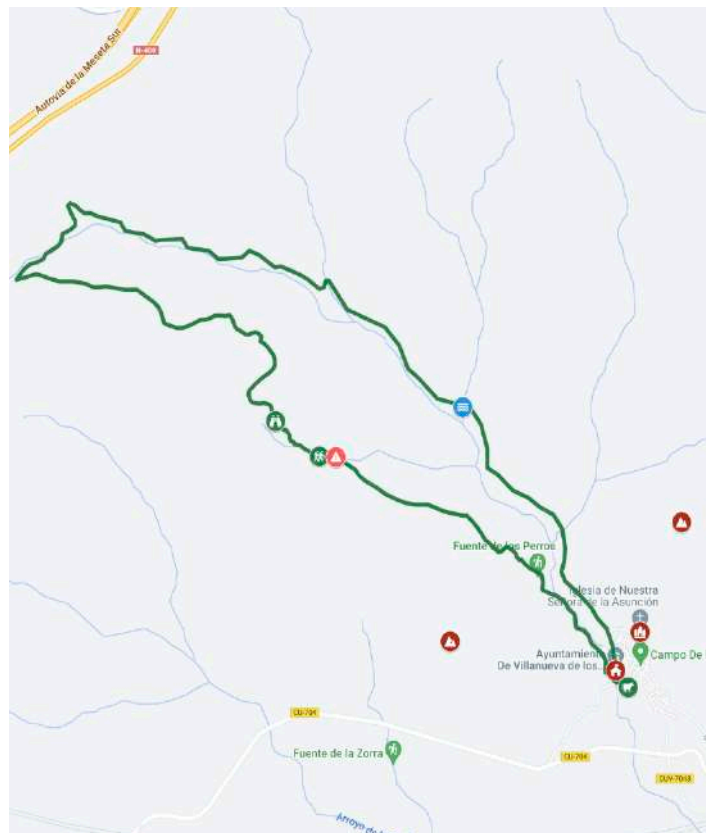 Autovía de la Meseta Sur
N-400
Fuente de los Perros
Iglesia de Nuestra
Señora de la Asunción
Ayuntamiento
De Villanueva de los...
Campo De
CU-704
Fuente de la Zorra
CU-704
CUV-7043
Arroyo de